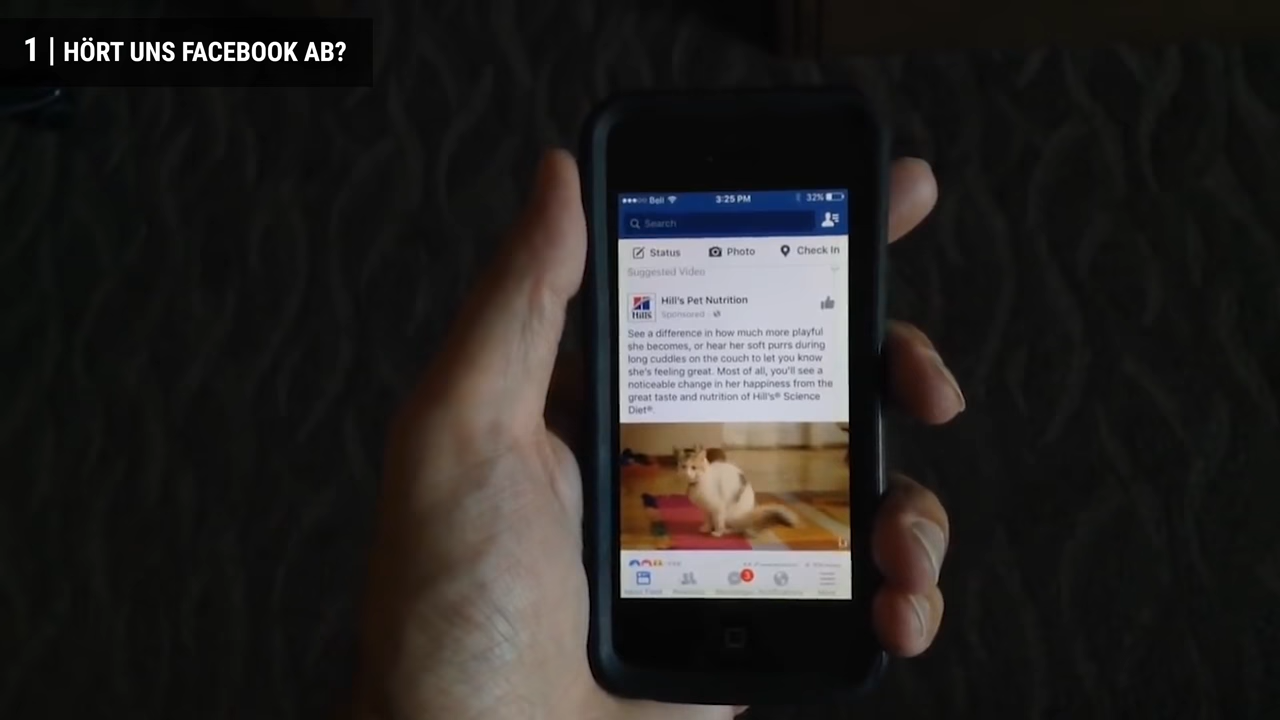 1 | HÖRT UNS FACEBOOK AB?
Bell 3:25 PM 32%
Search
Status Photo Check In
Suggested Video
Hill's Pet Nutrition
Sponsored
Hill's
See a difference in how much more playful
she becomes, or hear her soft purrs during
long cuddles on the couch to let you know
she's feeling great. Most of all, you'll see a
noticeable change in her happiness from the
great taste and nutrition of Hill's® Science
Diet®.
3